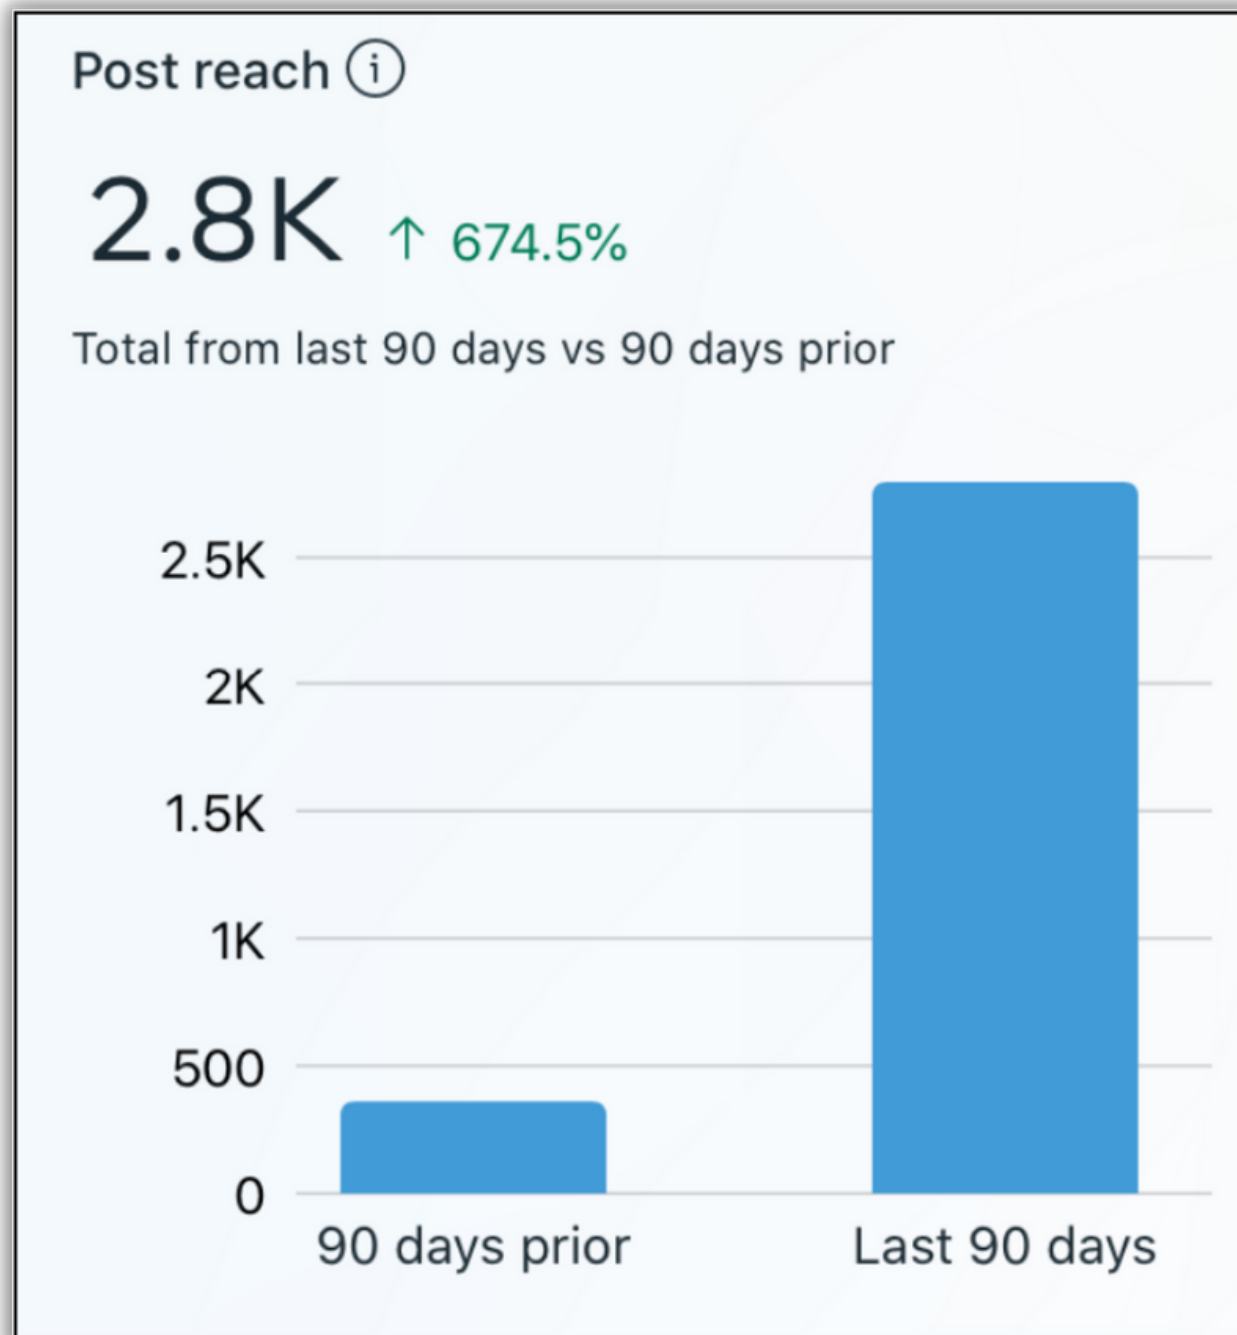 Post reach ⓘ
2.8K ↑ 674.5%
Total from last 90 days vs 90 days prior
2.5K
2K
1.5K
1K
500
0
90 days prior Last 90 days